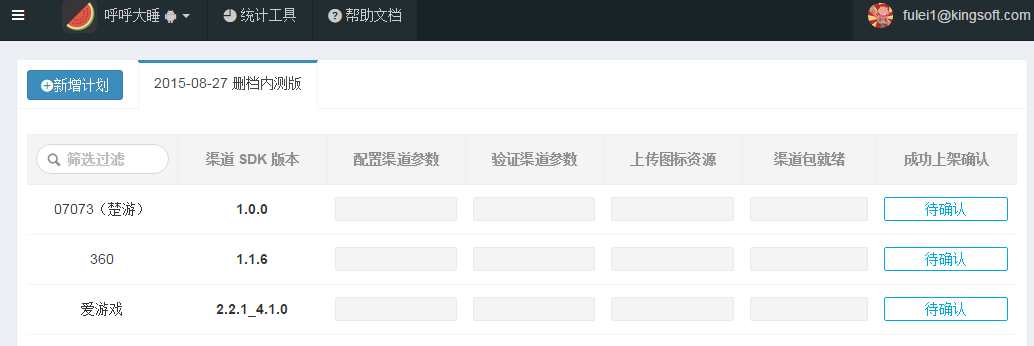 呼呼大睡 统计工具 帮助文档 fulei1@kingsoft.com
新增计划 2015-08-27 删档内测版
筛选过滤 渠道 SDK 版本 配置渠道参数 验证渠道参数 上传图标资源 渠道包就绪 成功上架确认
07073（楚游） 1.0.0 待确认
360 1.1.6 待确认
爱游戏 2.2.1_4.1.0 待确认